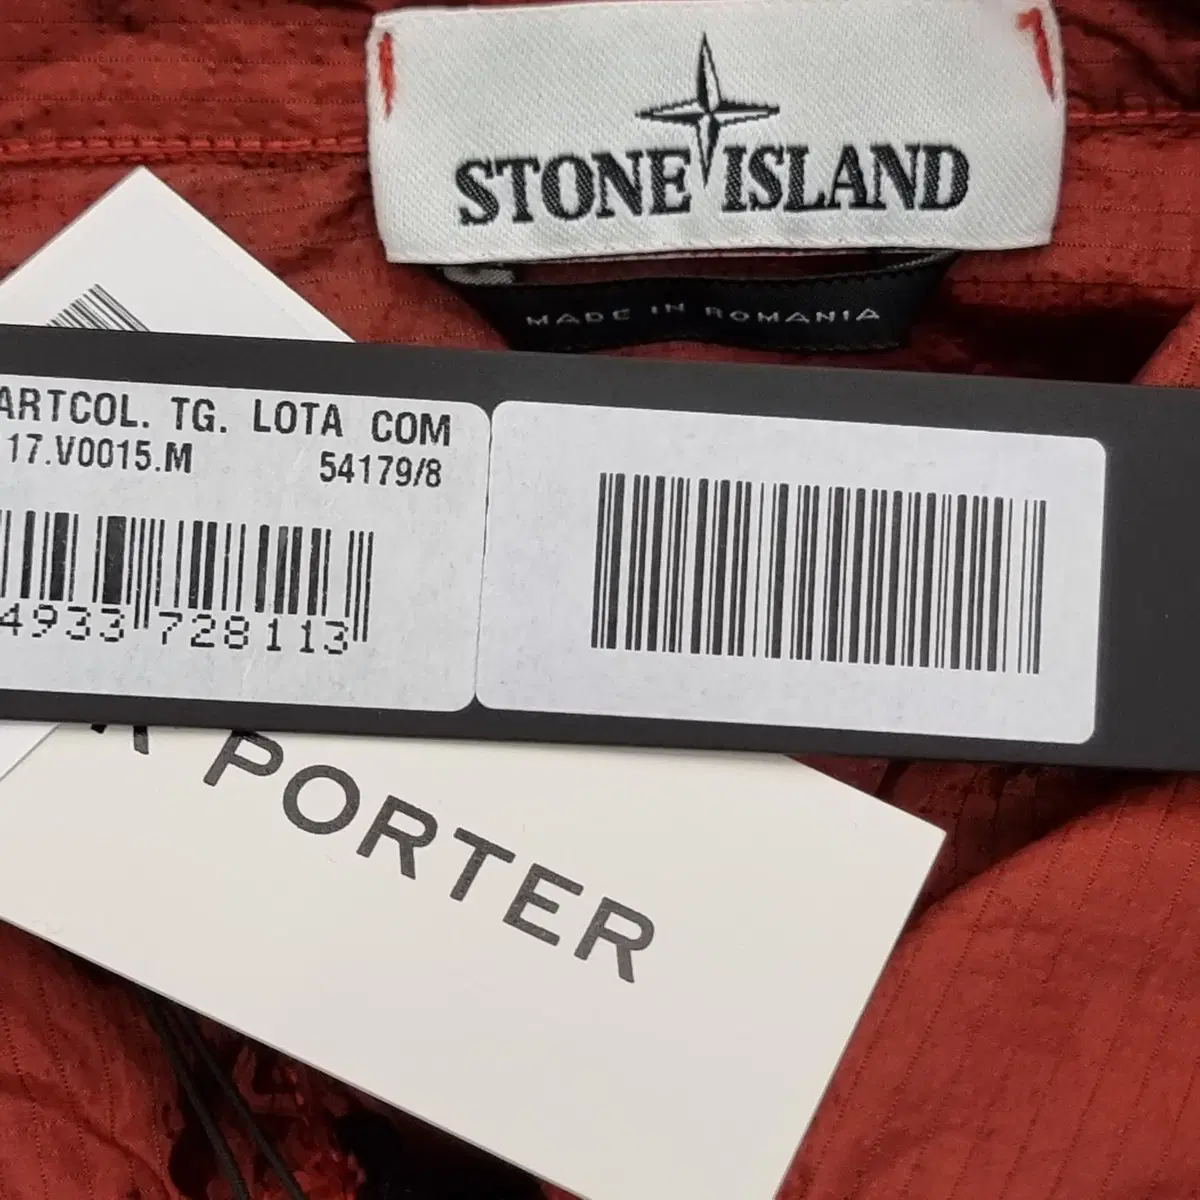 STONE ISLAND
MADE IN ROMANIA
ARTCOL. TG. LOTA COM
17.V0015.M 54179/8
4933 728113
PORTER